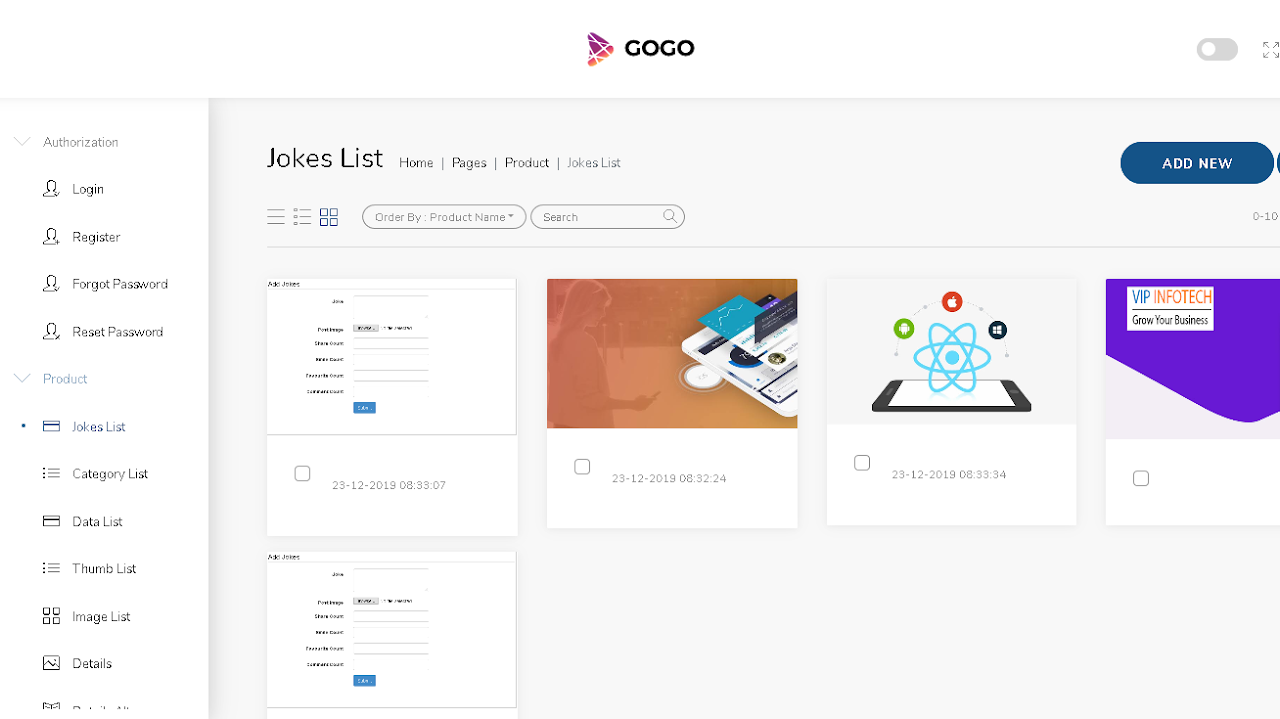 GOGO
Authorization
Login
Register
Forgot Password
Reset Password
Product
Jokes List
Category List
Data List
Thumb List
Image List
Details
Jokes List Home | Pages | Product | Jokes List
ADD NEW
Order By : Product Name
Search
0-10
Add Jokes
Joke
Post Image
Browse...
Share Count
Smile Count
Favourite Count
Comment Count
23-12-2019 08:33:07
23-12-2019 08:32:24
23-12-2019 08:33:34
VIP INFOTECH
Grow Your Business
Add Jokes
Joke
Post Image
Browse...
Share Count
Smile Count
Favourite Count
Comment Count